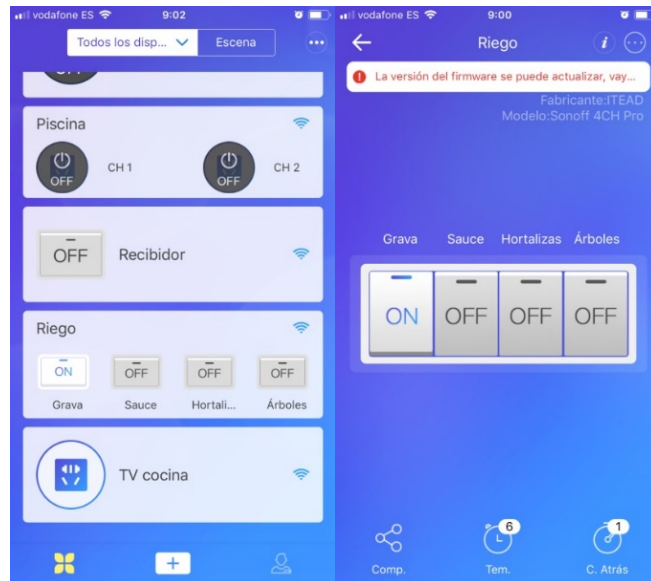 vodafone ES 9:02
Todos los disp... Escena
OFF
Piscina
OFF CH 1 OFF CH 2
OFF Recibidor
Riego
ON OFF OFF OFF
Grava Sauce Hortali... Árboles
TV cocina
vodafone ES 9:00
Riego
La versión del firmware se puede actualizar, vay...
Fabricante:ITEAD
Modelo:Sonoff 4CH Pro
Grava Sauce Hortalizas Árboles
ON OFF OFF OFF
6 1
Comp. Tem. C. Atrás